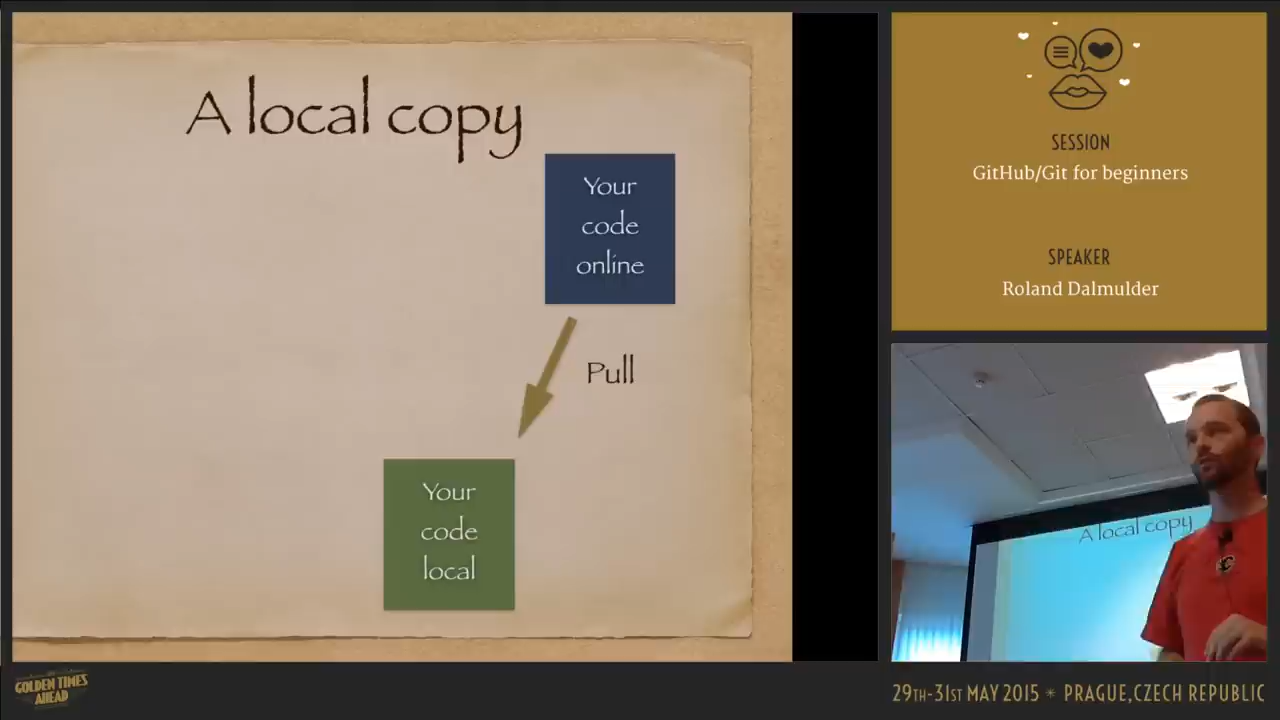 A local copy
Your
code
online
Pull
Your
code
local
SESSION
GitHub/Git for beginners
SPEAKER
Roland Dalmulder
A local copy
GOLDEN TIMES
AHEAD
29TH-31ST MAY 2015 * PRAGUE, CZECH REPUBLIC